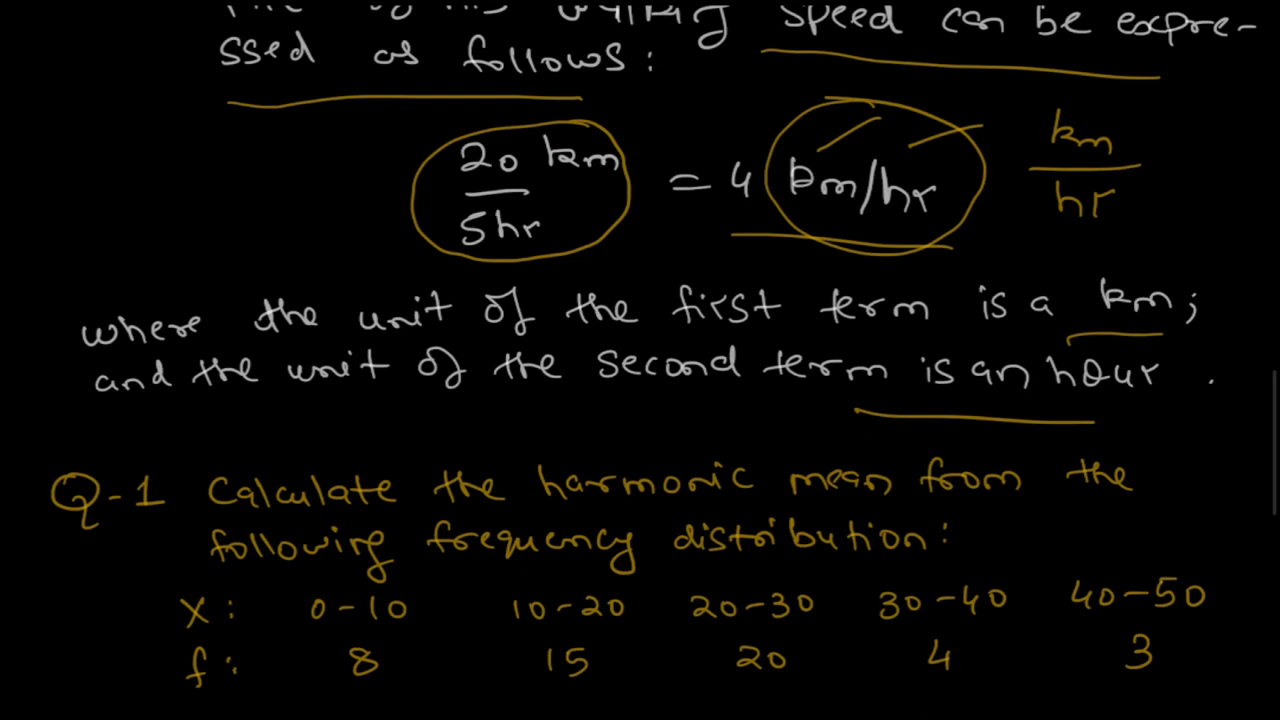 speed can be expre-
ssed as follows:
20 km
5hr
= 4 km/hr
km
hr
where the unit of the first term is a km;
and the unit of the second term is an hour.
Q-1 Calculate the harmonic mean from the
following frequency distribution:
X: 0-10 10-20 20-30 30-40 40-50
f: 8 15 20 4 3